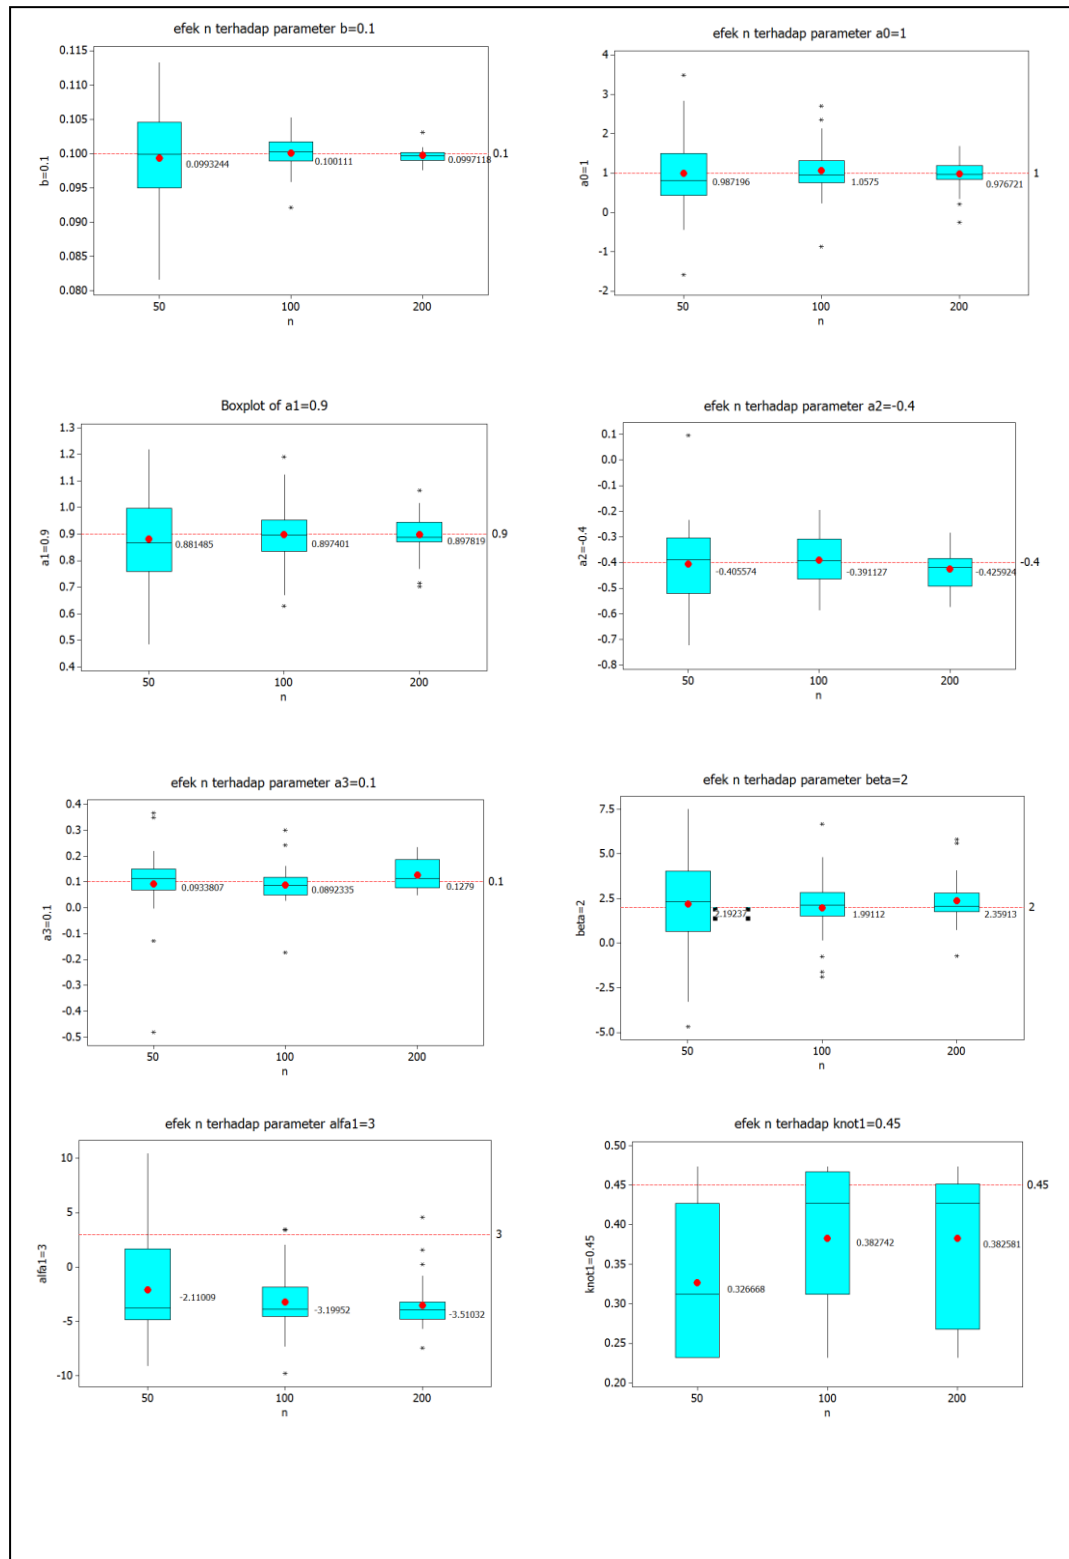 efek n terhadap parameter b=0.1
0.115
0.110
0.105
0.100
0.095
0.090
0.085
0.080
b=0.1
0.0993244
0.100111
0.0997118
0.1
50 100 200
n
efek n terhadap parameter a0=1
4
3
2
1
0
-1
-2
a0=1
0.987196
1.0575
0.976721
1
50 100 200
n
Boxplot of a1=0.9
1.3
1.2
1.1
1.0
0.9
0.8
0.7
0.6
0.5
0.4
a1=0.9
0.881485
0.897401
0.897819
0.9
50 100 200
n
efek n terhadap parameter a2=-0.4
0.1
0.0
-0.1
-0.2
-0.3
-0.4
-0.5
-0.6
-0.7
-0.8
a2=-0.4
-0.405574
-0.391127
-0.425924
-0.4
50 100 200
n
efek n terhadap parameter a3=0.1
0.4
0.3
0.2
0.1
0.0
-0.1
-0.2
-0.3
-0.4
-0.5
a3=0.1
0.0933807
0.0892335
0.1279
0.1
50 100 200
n
efek n terhadap parameter beta=2
7.5
5.0
2.5
0.0
-2.5
-5.0
beta=2
2.19237
1.99112
2.35913
2
50 100 200
n
efek n terhadap parameter alfa1=3
10
5
0
-5
-10
alfa1=3
-2.11009
-3.19952
-3.51032
3
50 100 200
n
efek n terhadap knot1=0.45
0.50
0.45
0.40
0.35
0.30
0.25
0.20
knot1=0.45
0.326668
0.382742
0.382581
0.45
50 100 200
n